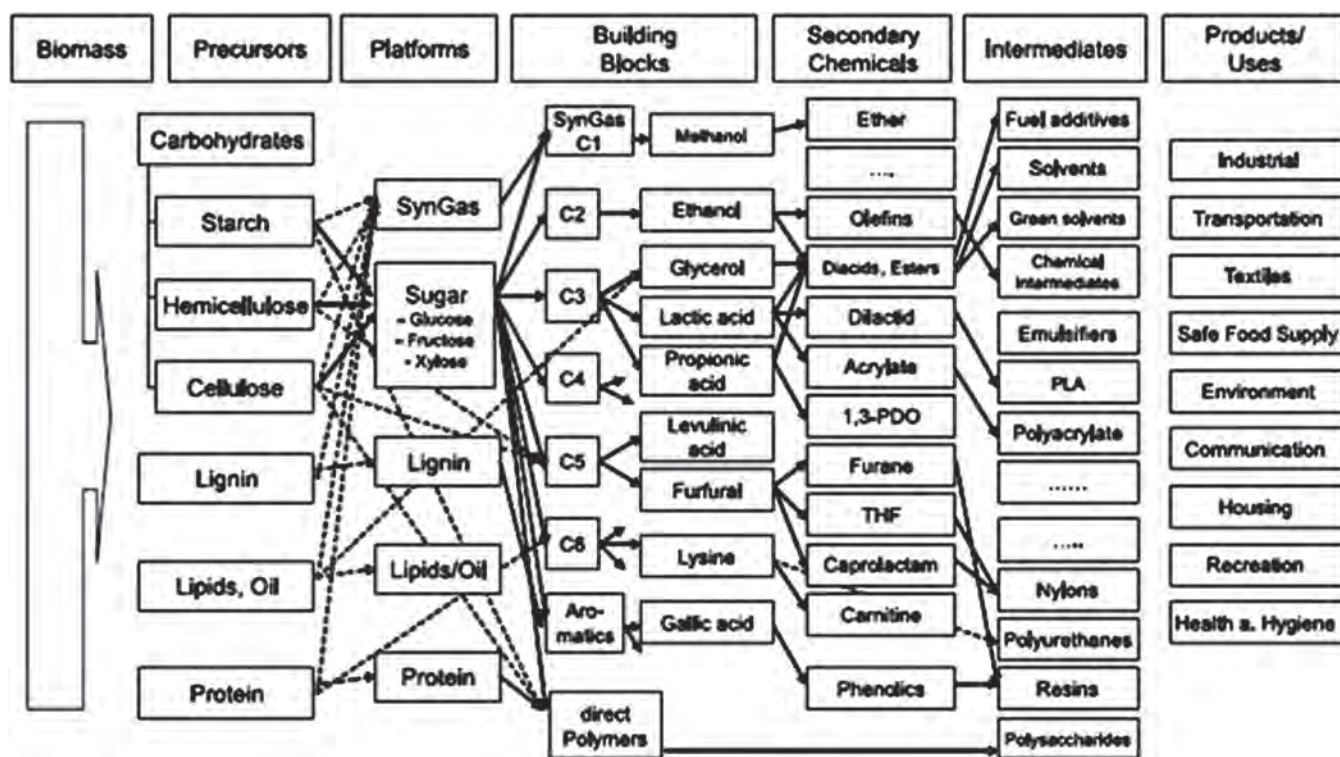 Biomass
Precursors
Platforms
Building
Blocks
Secondary
Chemicals
Intermediates
Products/
Uses
Carbohydrates
Starch
Hemicellulose
Cellulose
Lignin
Lipids, Oil
Protein
SynGas
Sugar
- Glucose
- Fructose
- Xylose
Lignin
Lipids/Oil
Protein
SynGas
C1
C2
C3
C4
C5
C6
Aro-
matics
direct
Polymers
Methanol
Ethanol
Glycerol
Lactic acid
Propionic
acid
Levulinic
acid
Furfural
Lysine
Gallic acid
Ether
....
Olefins
Diacids, Esters
Dilactid
Acrylate
1,3-PDO
Furane
THF
Caprolactam
Carnitine
Phenolics
Fuel additives
Solvents
Green solvents
Chemical
Intermediates
Emulsifiers
PLA
Polyacrylate
......
.....
Nylons
Polyurethanes
Resins
Polysaccharides
Industrial
Transportation
Textiles
Safe Food Supply
Environment
Communication
Housing
Recreation
Health a. Hygiene